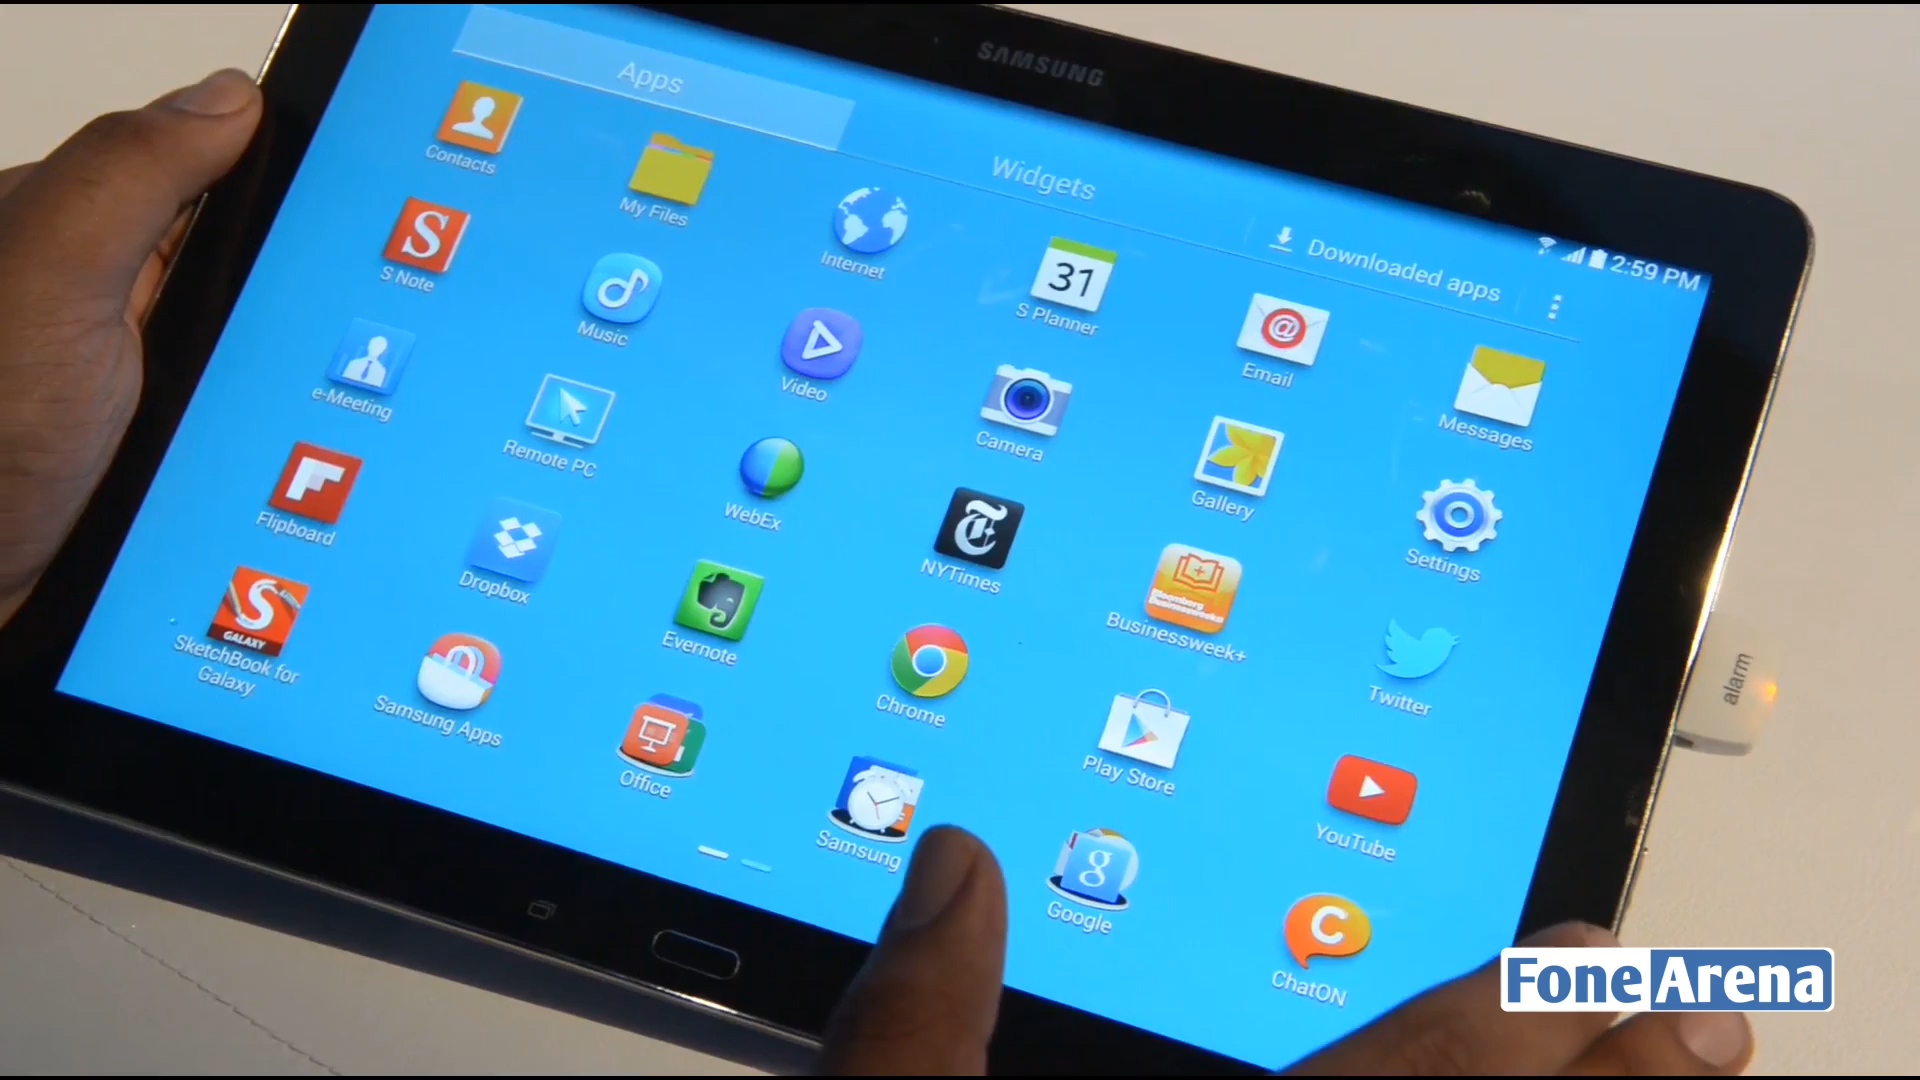 SAMSUNG
Apps
Widgets
Downloaded apps
2:59 PM
Contacts
My Files
Internet
31
S Planner
@
Email
Messages
S
S Note
Music
Video
Camera
Gallery
Settings
e-Meeting
Remote PC
WebEx
T
NYTimes
Bloomberg
Businessweek+
Businessweek+
Twitter
Flipboard
Dropbox
Evernote
Chrome
Play Store
YouTube
S
GALAXY
SketchBook for
Galaxy
Samsung Apps
Office
Samsung
g
Google
C
ChatON
alarm
FoneArena